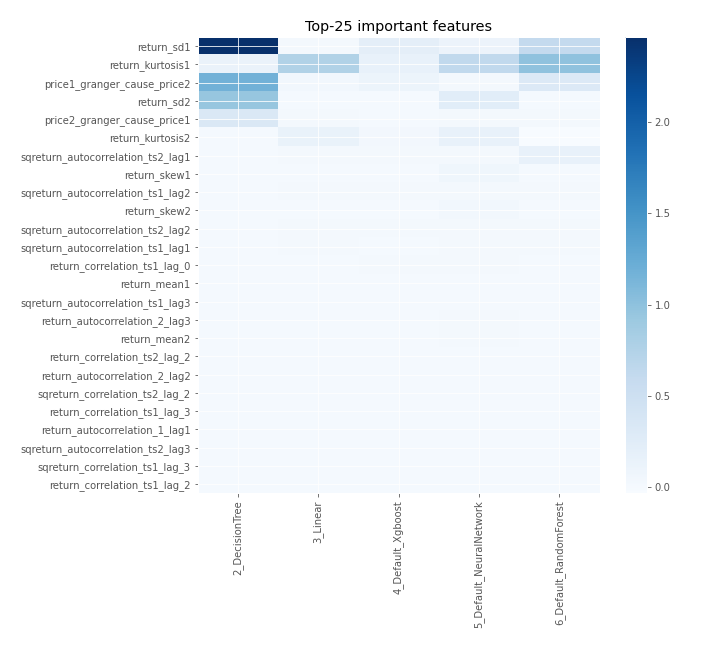 Top-25 important features
return_sd1
return_kurtosis1
price1_granger_cause_price2
return_sd2
price2_granger_cause_price1
return_kurtosis2
sqreturn_autocorrelation_ts2_lag1
return_skew1
sqreturn_autocorrelation_ts1_lag2
return_skew2
sqreturn_autocorrelation_ts2_lag2
sqreturn_autocorrelation_ts1_lag1
return_correlation_ts1_lag_0
return_mean1
sqreturn_autocorrelation_ts1_lag3
return_autocorrelation_2_lag3
return_mean2
return_correlation_ts2_lag_2
return_autocorrelation_2_lag2
sqreturn_correlation_ts2_lag_2
return_correlation_ts1_lag_3
return_autocorrelation_1_lag1
sqreturn_autocorrelation_ts2_lag3
sqreturn_correlation_ts1_lag_3
return_correlation_ts1_lag_2
2_DecisionTree
3_Linear
4_Default_Xgboost
5_Default_NeuralNetwork
6_Default_RandomForest
2.0
1.5
1.0
0.5
0.0